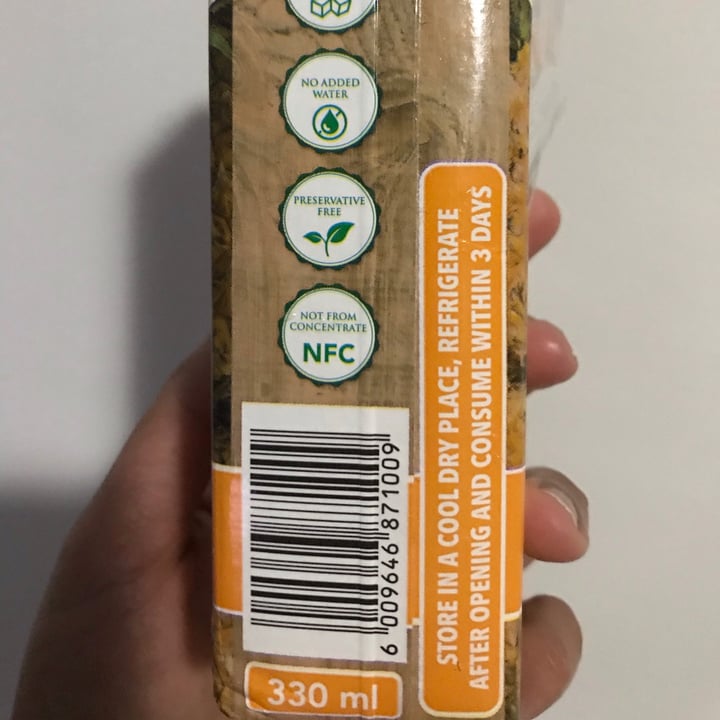 NO ADDED
WATER
PRESERVATIVE
FREE
NOT FROM
CONCENTRATE
NFC
6 009646 871009
330 ml
STORE IN A COOL DRY PLACE, REFRIGERATE
AFTER OPENING AND CONSUME WITHIN 3 DAYS